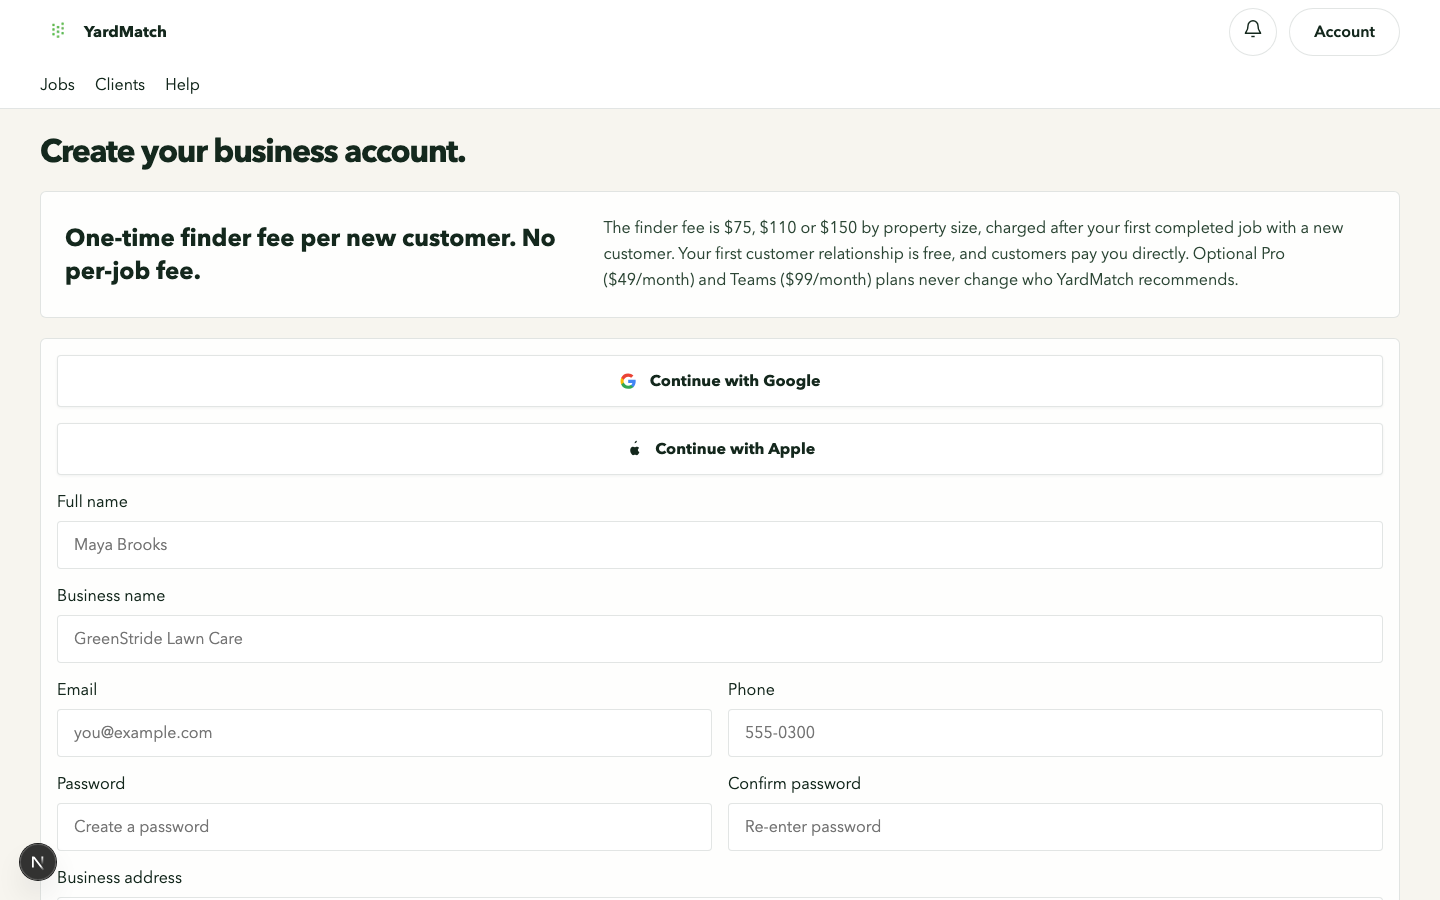 YardMatch
Account
Jobs
Clients
Help
Create your business account.
One-time finder fee per new customer. No
per-job fee.
The finder fee is $75, $110 or $150 by property size, charged after your first completed job with a new
customer. Your first customer relationship is free, and customers pay you directly. Optional Pro
($49/month) and Teams ($99/month) plans never change who YardMatch recommends.
Continue with Google
Continue with Apple
Full name
Maya Brooks
Business name
GreenStride Lawn Care
Email
you@example.com
Phone
555-0300
Password
Create a password
Confirm password
Re-enter password
N
Business address